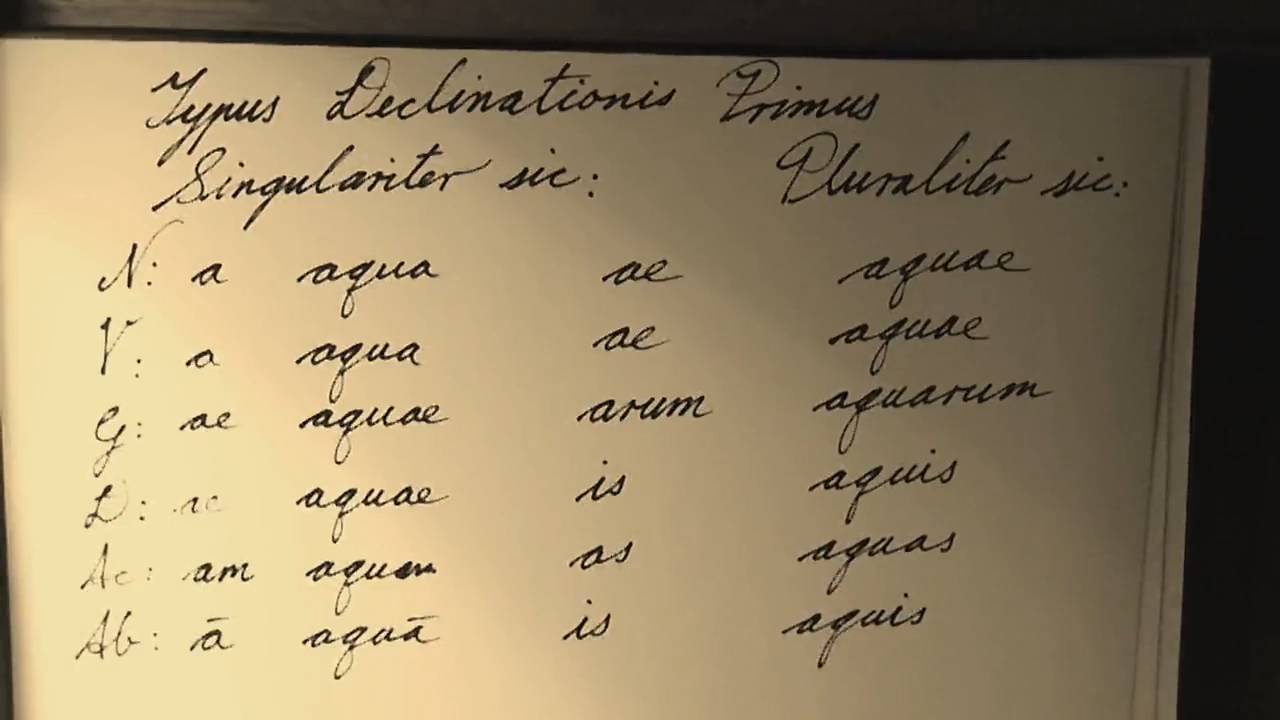 Typus Declinationis Primus
Singulariter sic: Pluraliter sic:
N: a aqua ae aquae
V: a aqua ae aquae
G: ae aquae arum aquarum
D: ae aquae is aquis
Ac: am aquam as aquas
Ab: ā aquā is aquis